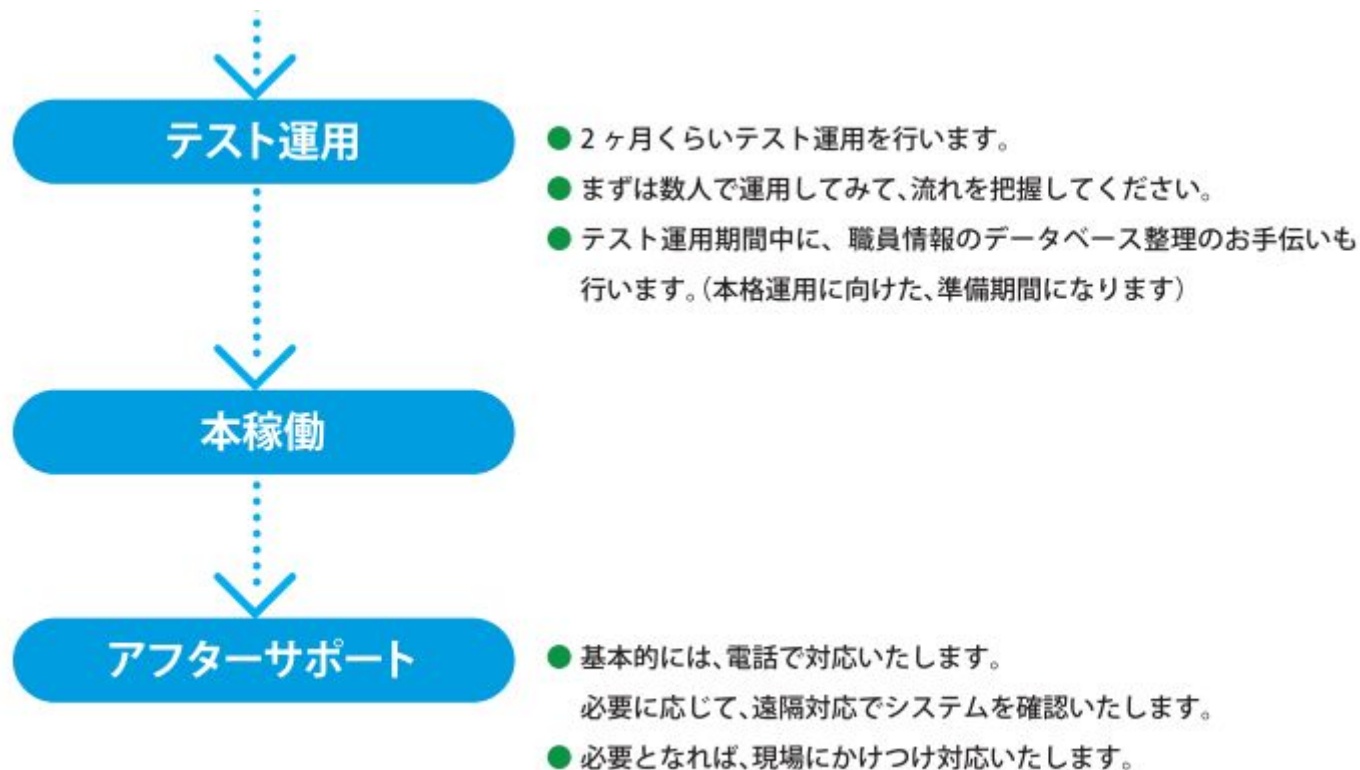 テスト運用
● 2ヶ月くらいテスト運用を行います。
● まずは数人で運用してみて、流れを把握してください。
● テスト運用期間中に、職員情報のデータベース整理のお手伝いも
行います。（本格運用に向けた、準備期間になります）
本稼働
アフターサポート
● 基本的には、電話で対応いたします。
必要に応じて、遠隔対応でシステムを確認いたします。
● 必要となれば、現場にかけつけ対応いたします。